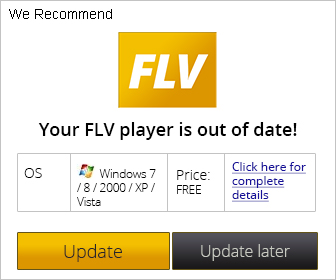 We Recommend
FLV
Your FLV player is out of date!
OS
Windows 7
/ 8 / 2000 / XP /
Vista
Price:
FREE
Click here for
complete
details
Update
Update later